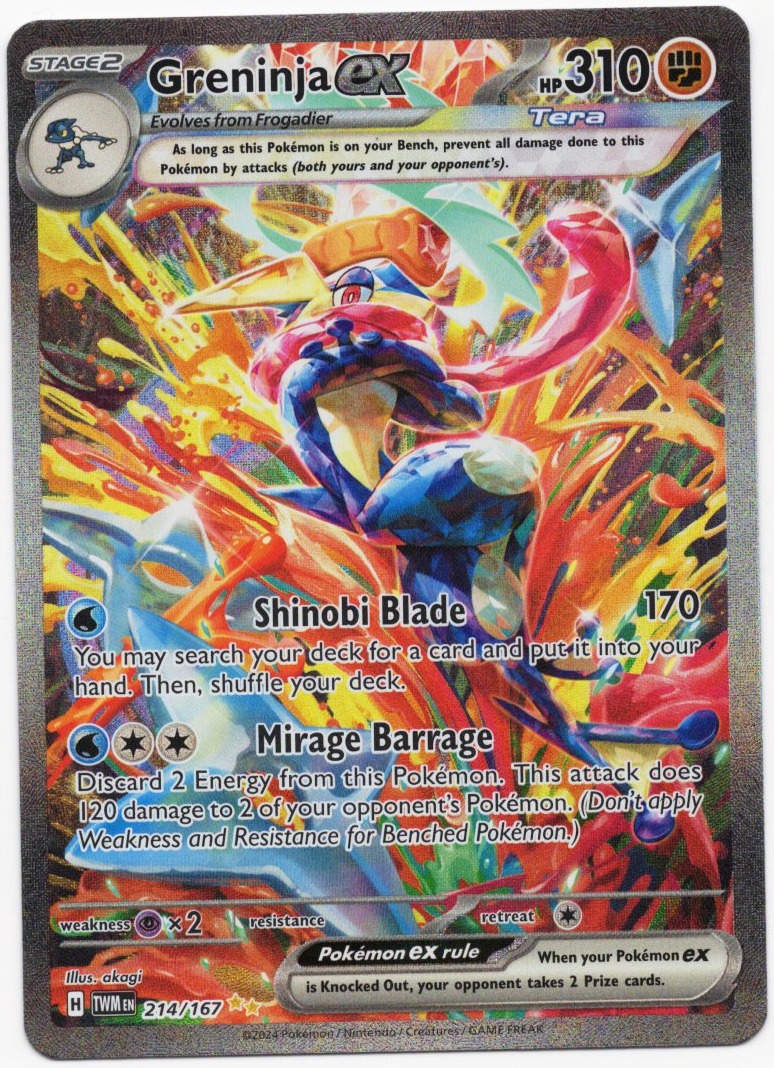 STAGE2 Greninja ex HP310
Evolves from Frogadier Tera
As long as this Pokémon is on your Bench, prevent all damage done to this
Pokémon by attacks (both yours and your opponent's).
Shinobi Blade 170
You may search your deck for a card and put it into your
hand. Then, shuffle your deck.
Mirage Barrage
Discard 2 Energy from this Pokémon. This attack does
120 damage to 2 of your opponent's Pokémon. (Don't apply
Weakness and Resistance for Benched Pokémon.)
weakness ×2 resistance retreat
Pokémon ex rule When your Pokémon ex
is Knocked Out, your opponent takes 2 Prize cards.
Illus. akagi
H TWM EN 214/167
©2024 Pokémon / Nintendo / Creatures / GAME FREAK